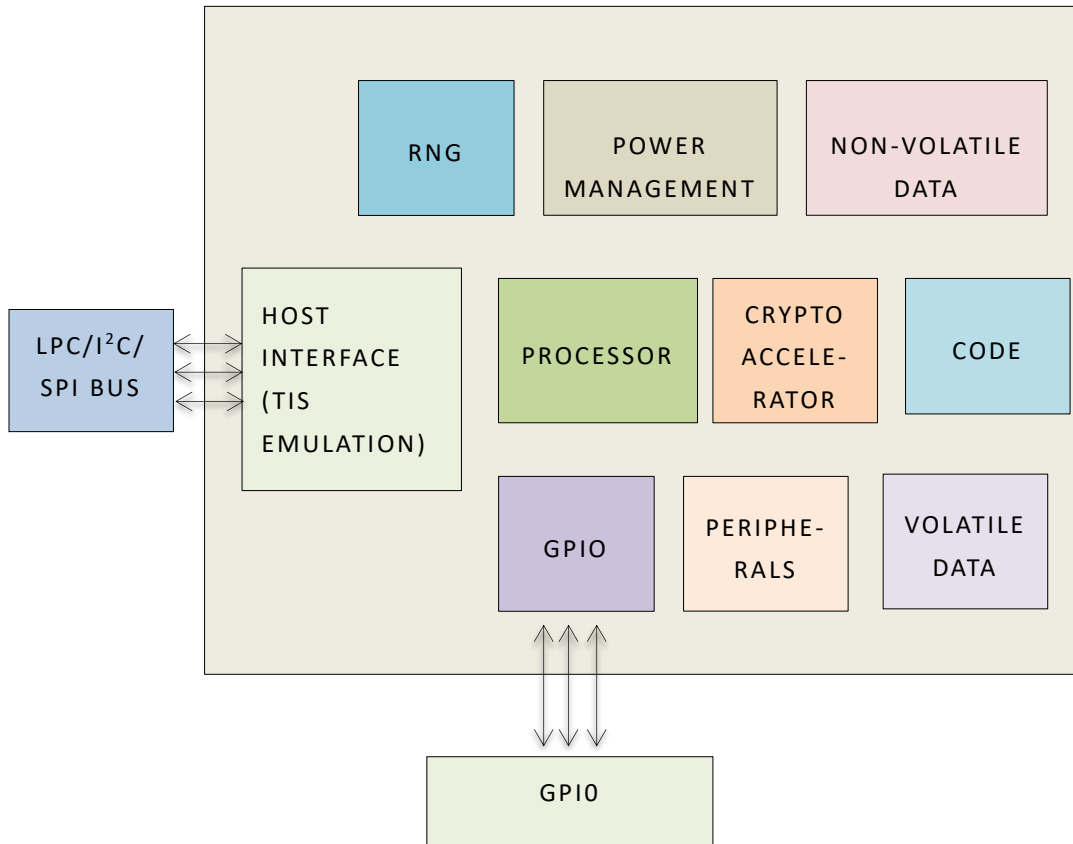 RNG
POWER
MANAGEMENT
NON-VOLATILE
DATA
LPC/I²C/
SPI BUS
HOST
INTERFACE
(TIS
EMULATION)
PROCESSOR
CRYPTO
ACCELE-
RATOR
CODE
GPIO
PERIPHE-
RALS
VOLATILE
DATA
GPI0